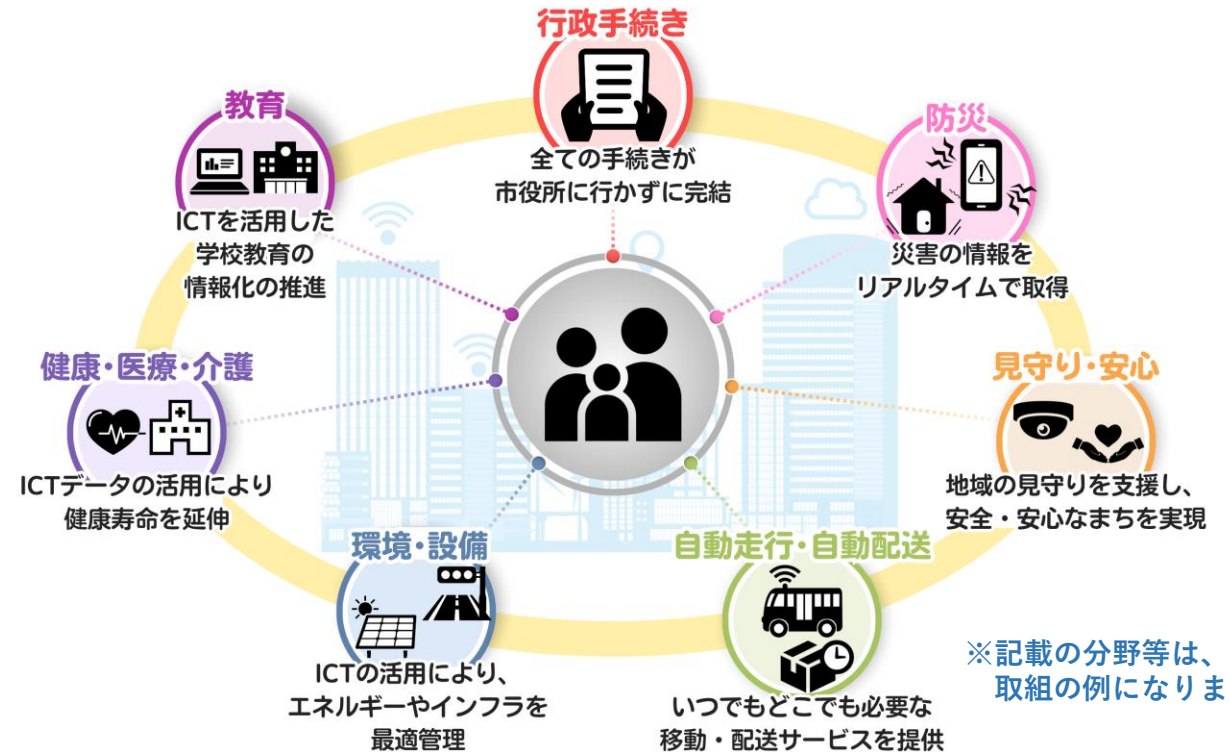 行政手続き
全ての手続きが
市役所に行かずに完結
防災
災害の情報を
リアルタイムで取得
見守り・安心
地域の見守りを支援し、
安全・安心なまちを実現
自動走行・自動配送
いつでもどこでも必要な
移動・配送サービスを提供
環境・設備
ICTの活用により、
エネルギーやインフラを
最適管理
健康・医療・介護
ICTデータの活用により
健康寿命を延伸
教育
ICTを活用した
学校教育の
情報化の推進
※記載の分野等は、
取組の例になりま